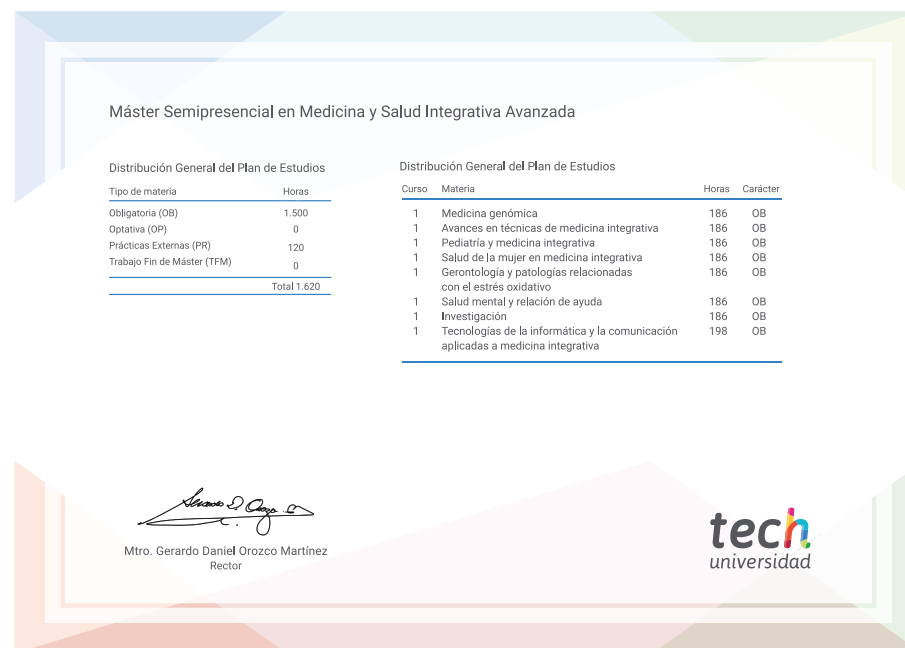 Máster Semipresencial en Medicina y Salud Integrativa Avanzada
Distribución General del Plan de Estudios
Tipo de materia Horas
Obligatoria (OB) 1.500
Optativa (OP) 0
Prácticas Externas (PR) 120
Trabajo Fin de Máster (TFM) 0
Total 1.620
Distribución General del Plan de Estudios
Curso Materia Horas Carácter
1 Medicina genómica 186 OB
1 Avances en técnicas de medicina integrativa 186 OB
1 Pediatría y medicina integrativa 186 OB
1 Salud de la mujer en medicina integrativa 186 OB
1 Gerontología y patologías relacionadas 186 OB
con el estrés oxidativo
1 Salud mental y relación de ayuda 186 OB
1 Investigación 186 OB
1 Tecnologías de la informática y la comunicación 198 OB
aplicadas a medicina integrativa
Mtro. Gerardo Daniel Orozco Martínez
Rector
tech
universidad